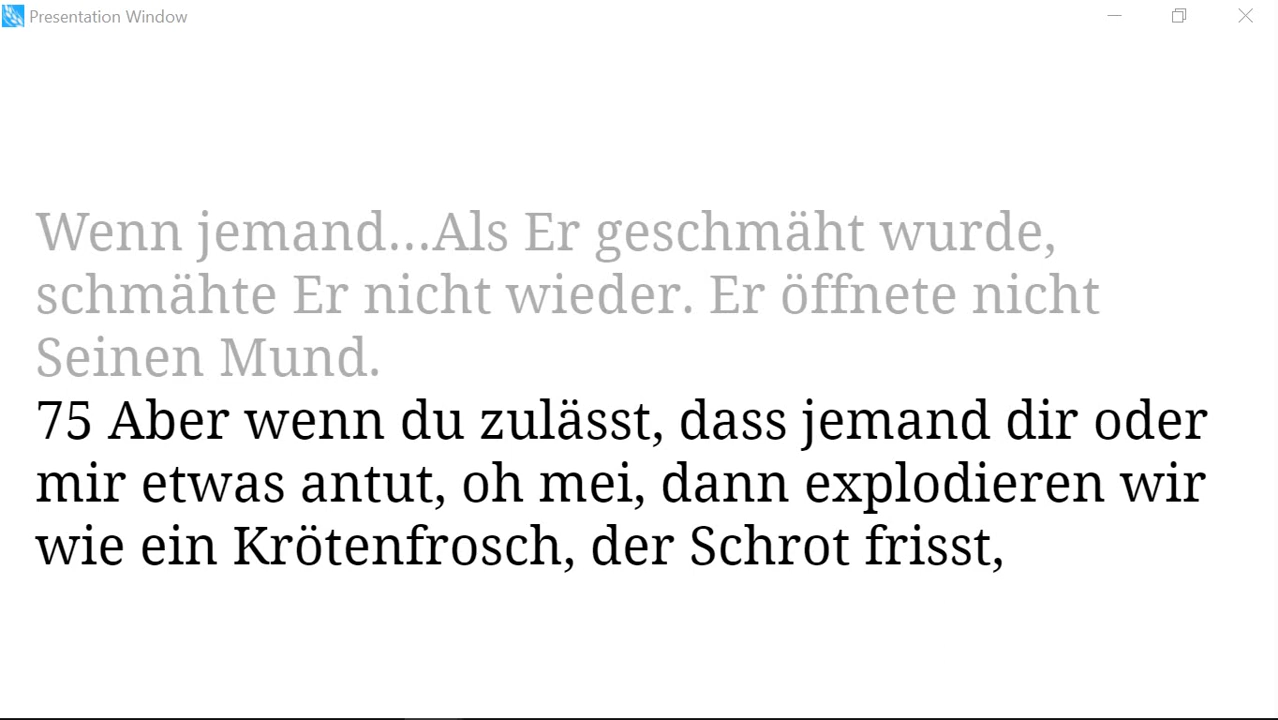 Presentation Window
Wenn jemand...Als Er geschmäht wurde,
schmähte Er nicht wieder. Er öffnete nicht
Seinen Mund.
75 Aber wenn du zulässt, dass jemand dir oder
mir etwas antut, oh mei, dann explodieren wir
wie ein Krötenfrosch, der Schrot frisst,